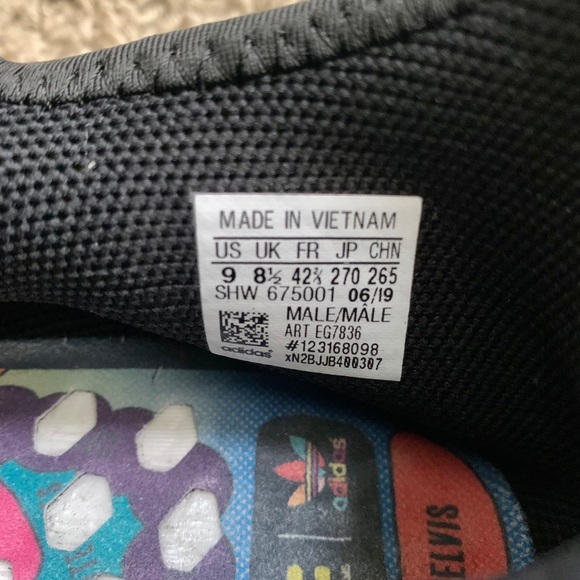 MADE IN VIETNAM
US UK FR JP CHN
9 8½ 42⅔ 270 265
SHW 675001 06/19
MALE/MÂLE
ART EG7836
#123168098
adidas
xN2BJJB400307
adidas
ELVIS